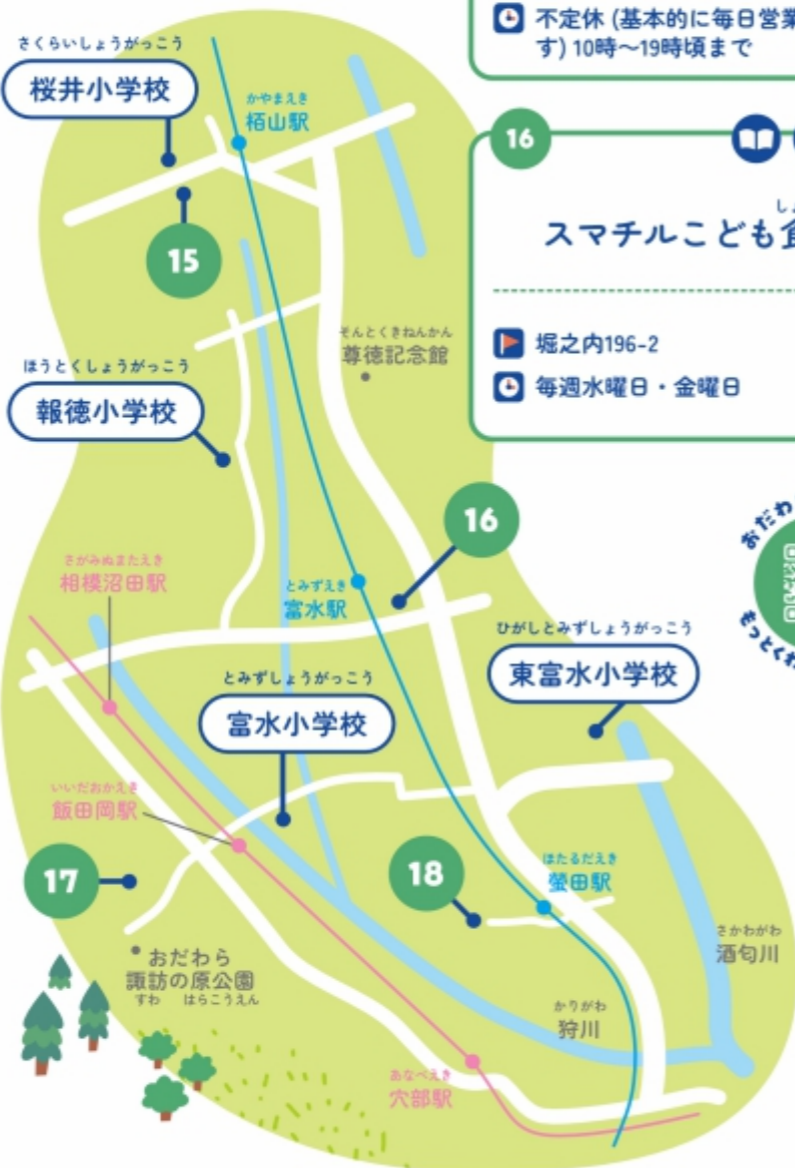 さくらいしょうがっこう
桜井小学校
かやまえき
栢山駅
15
そんとくきねんかん
尊徳記念館
ほうとくしょうがっこう
報徳小学校
16
さがみぬまたえき
相模沼田駅
とみずえき
富水駅
ひがしとみずしょうがっこう
東富水小学校
とみずしょうがっこう
富水小学校
いいだおかえき
飯田岡駅
17
18
ほたるだえき
螢田駅
さかわがわ
酒匂川
おだわら
諏訪の原公園
すわ はらこうえん
かりがわ
狩川
あなべえき
穴部駅
不定休 (基本的に毎日営業
す) 10時〜19時頃まで
16
スマチルこども
堀之内196-2
毎週水曜日・金曜日
おだわ
もっとくわ